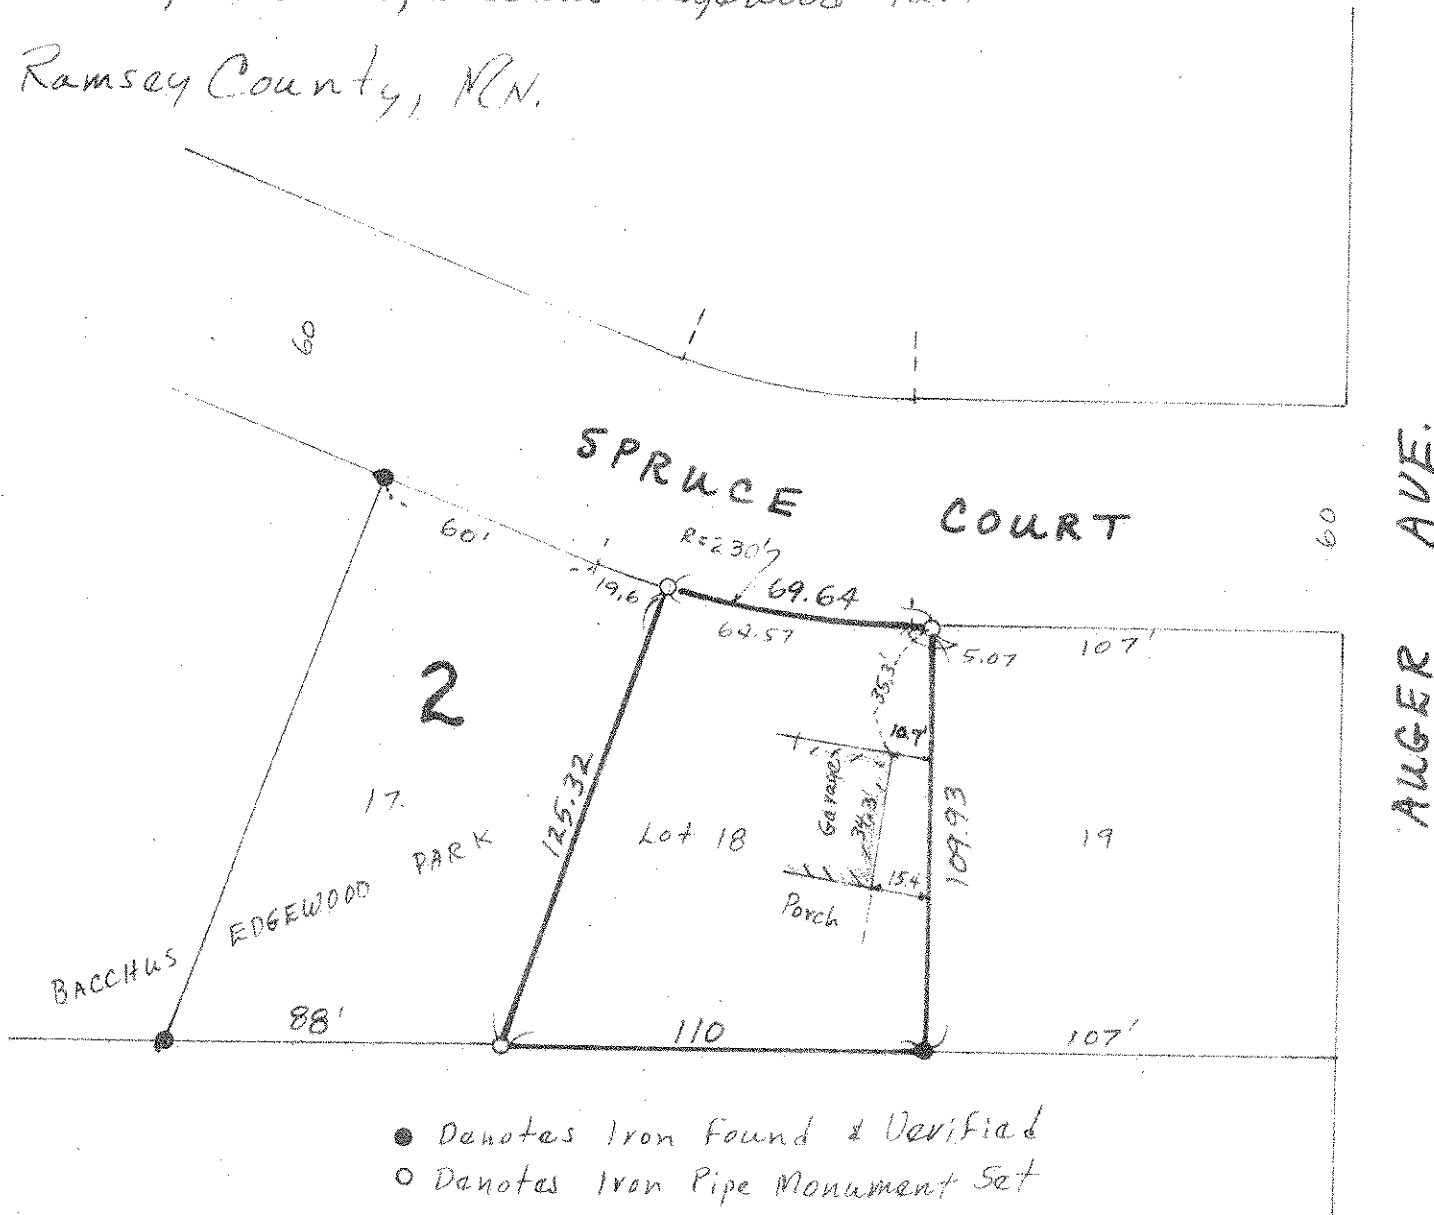 Ramsey County, MN.
60
SPRUCE COURT
AUGER AVE.
60
60'
R=230'
19.6
69.64
64.57
5.07
107'
35.3'
10.7'
2
17.
125.32
Lot 18
Garage
34.3'
109.93
19
15.4
Porch
BACCHUS EDGEWOOD PARK
88'
110
107'
● Denotes Iron Found & Verified
○ Denotes Iron Pipe Monument Set